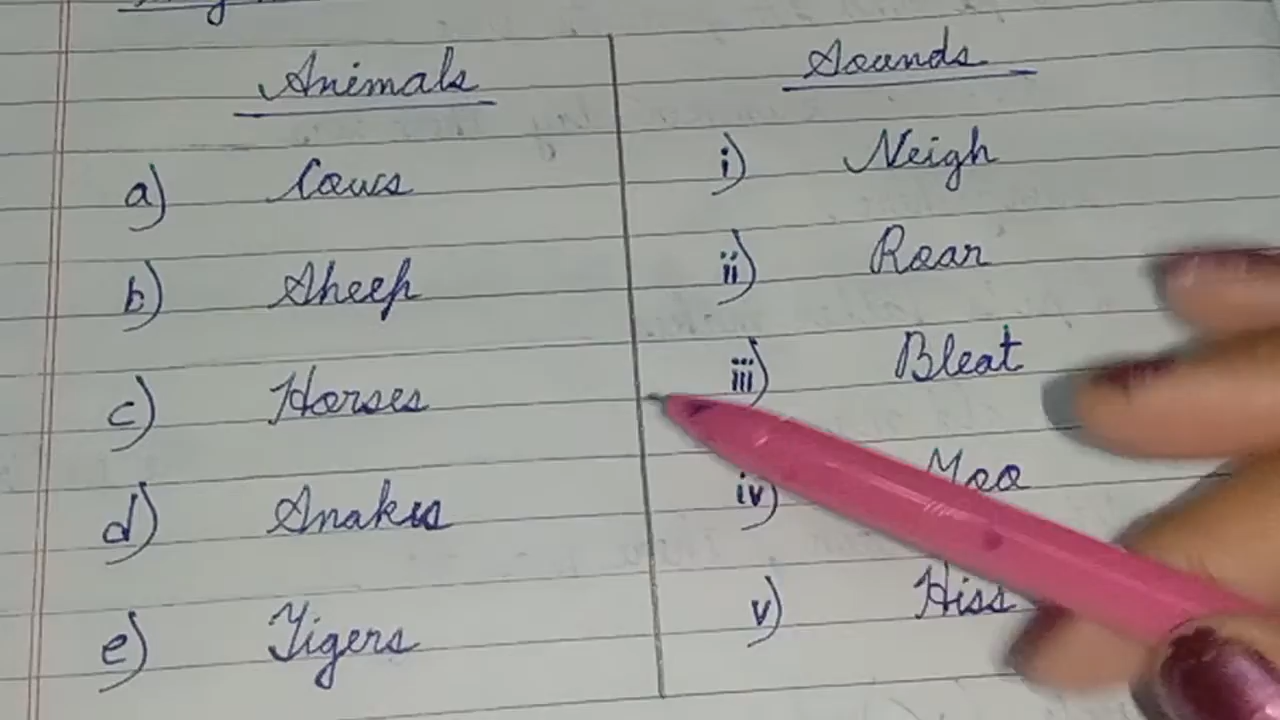 Animals Sounds
a) Cows i) Neigh
b) Sheep ii) Roar
c) Horses iii) Bleat
d) Snakes iv) Moo
e) Tigers v) Hiss